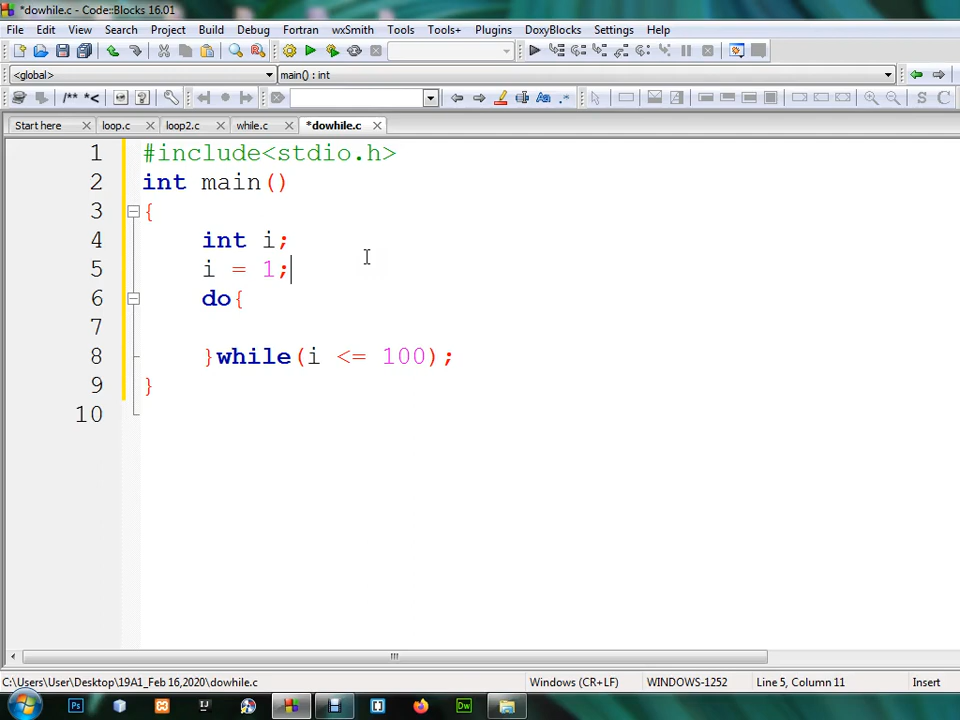 *dowhile.c - Code::Blocks 16.01
File Edit View Search Project Build Debug Fortran wxSmith Tools Tools+ Plugins DoxyBlocks Settings Help
<global> main() : int
/** *<
Start here loop.c loop2.c while.c *dowhile.c
1 #include<stdio.h>
2 int main()
3 {
4 int i;
5 i = 1;
6 do{
7
8 }while(i <= 100);
9 }
10
C:\Users\User\Desktop\19A1_Feb 16,2020\dowhile.c Windows (CR+LF) WINDOWS-1252 Line 5, Column 11 Insert
Ps IJ Dw